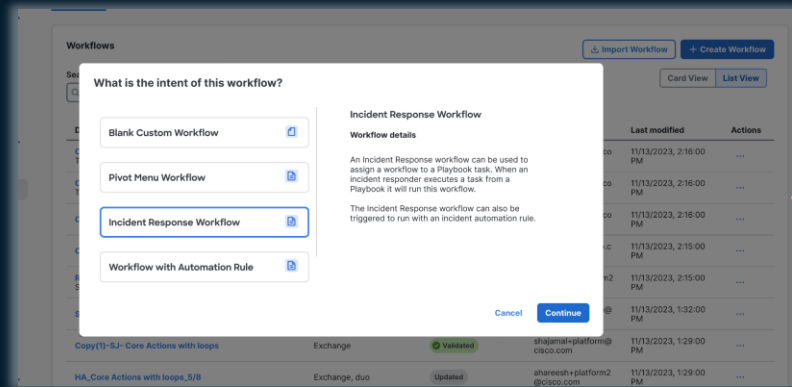 Workflows
Import Workflow
+ Create Workflow
Card View
List View
Last modified
Actions
What is the intent of this workflow?
Blank Custom Workflow
Pivot Menu Workflow
Incident Response Workflow
Workflow with Automation Rule
Incident Response Workflow
Workflow details
An Incident Response workflow can be used to
assign a workflow to a Playbook task. When an
incident responder executes a task from a
Playbook it will run this workflow.
The Incident Response workflow can also be
triggered to run with an incident automation rule.
Cancel
Continue
11/13/2023, 2:16:00
PM
...
11/13/2023, 2:16:00
PM
...
11/13/2023, 2:16:00
PM
...
11/13/2023, 2:15:00
PM
...
11/13/2023, 2:15:00
PM
...
11/13/2023, 1:32:00
PM
...
Copy(1)-SJ- Core Actions with loops
Exchange
Validated
shajamal+platform@
cisco.com
11/13/2023, 1:29:00
PM
...
HA_Core Actions with loops_5/8
Exchange, duo
Updated
ahareesh+platform2
@cisco.com
11/13/2023, 1:29:00
PM
...